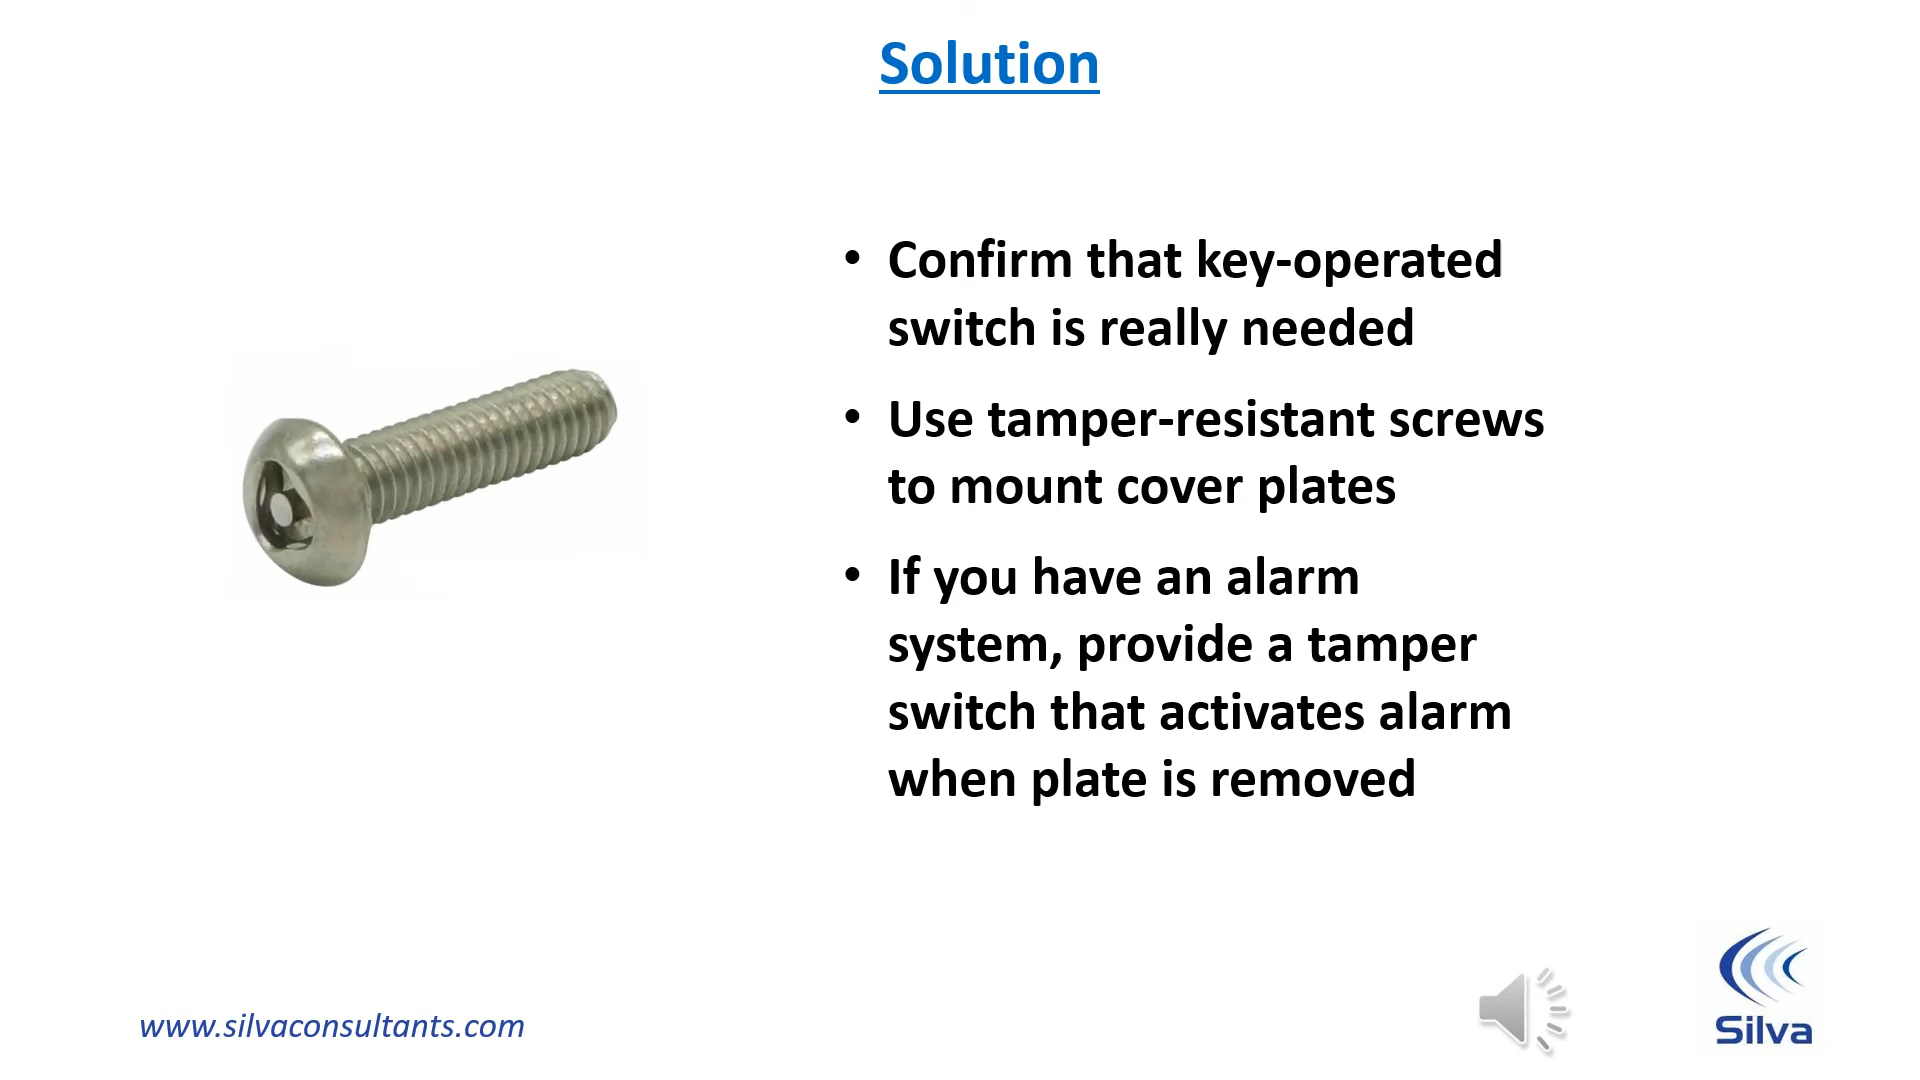 Solution
• Confirm that key-operated
switch is really needed
• Use tamper-resistant screws
to mount cover plates
• If you have an alarm
system, provide a tamper
switch that activates alarm
when plate is removed
www.silvaconsultants.com
Silva